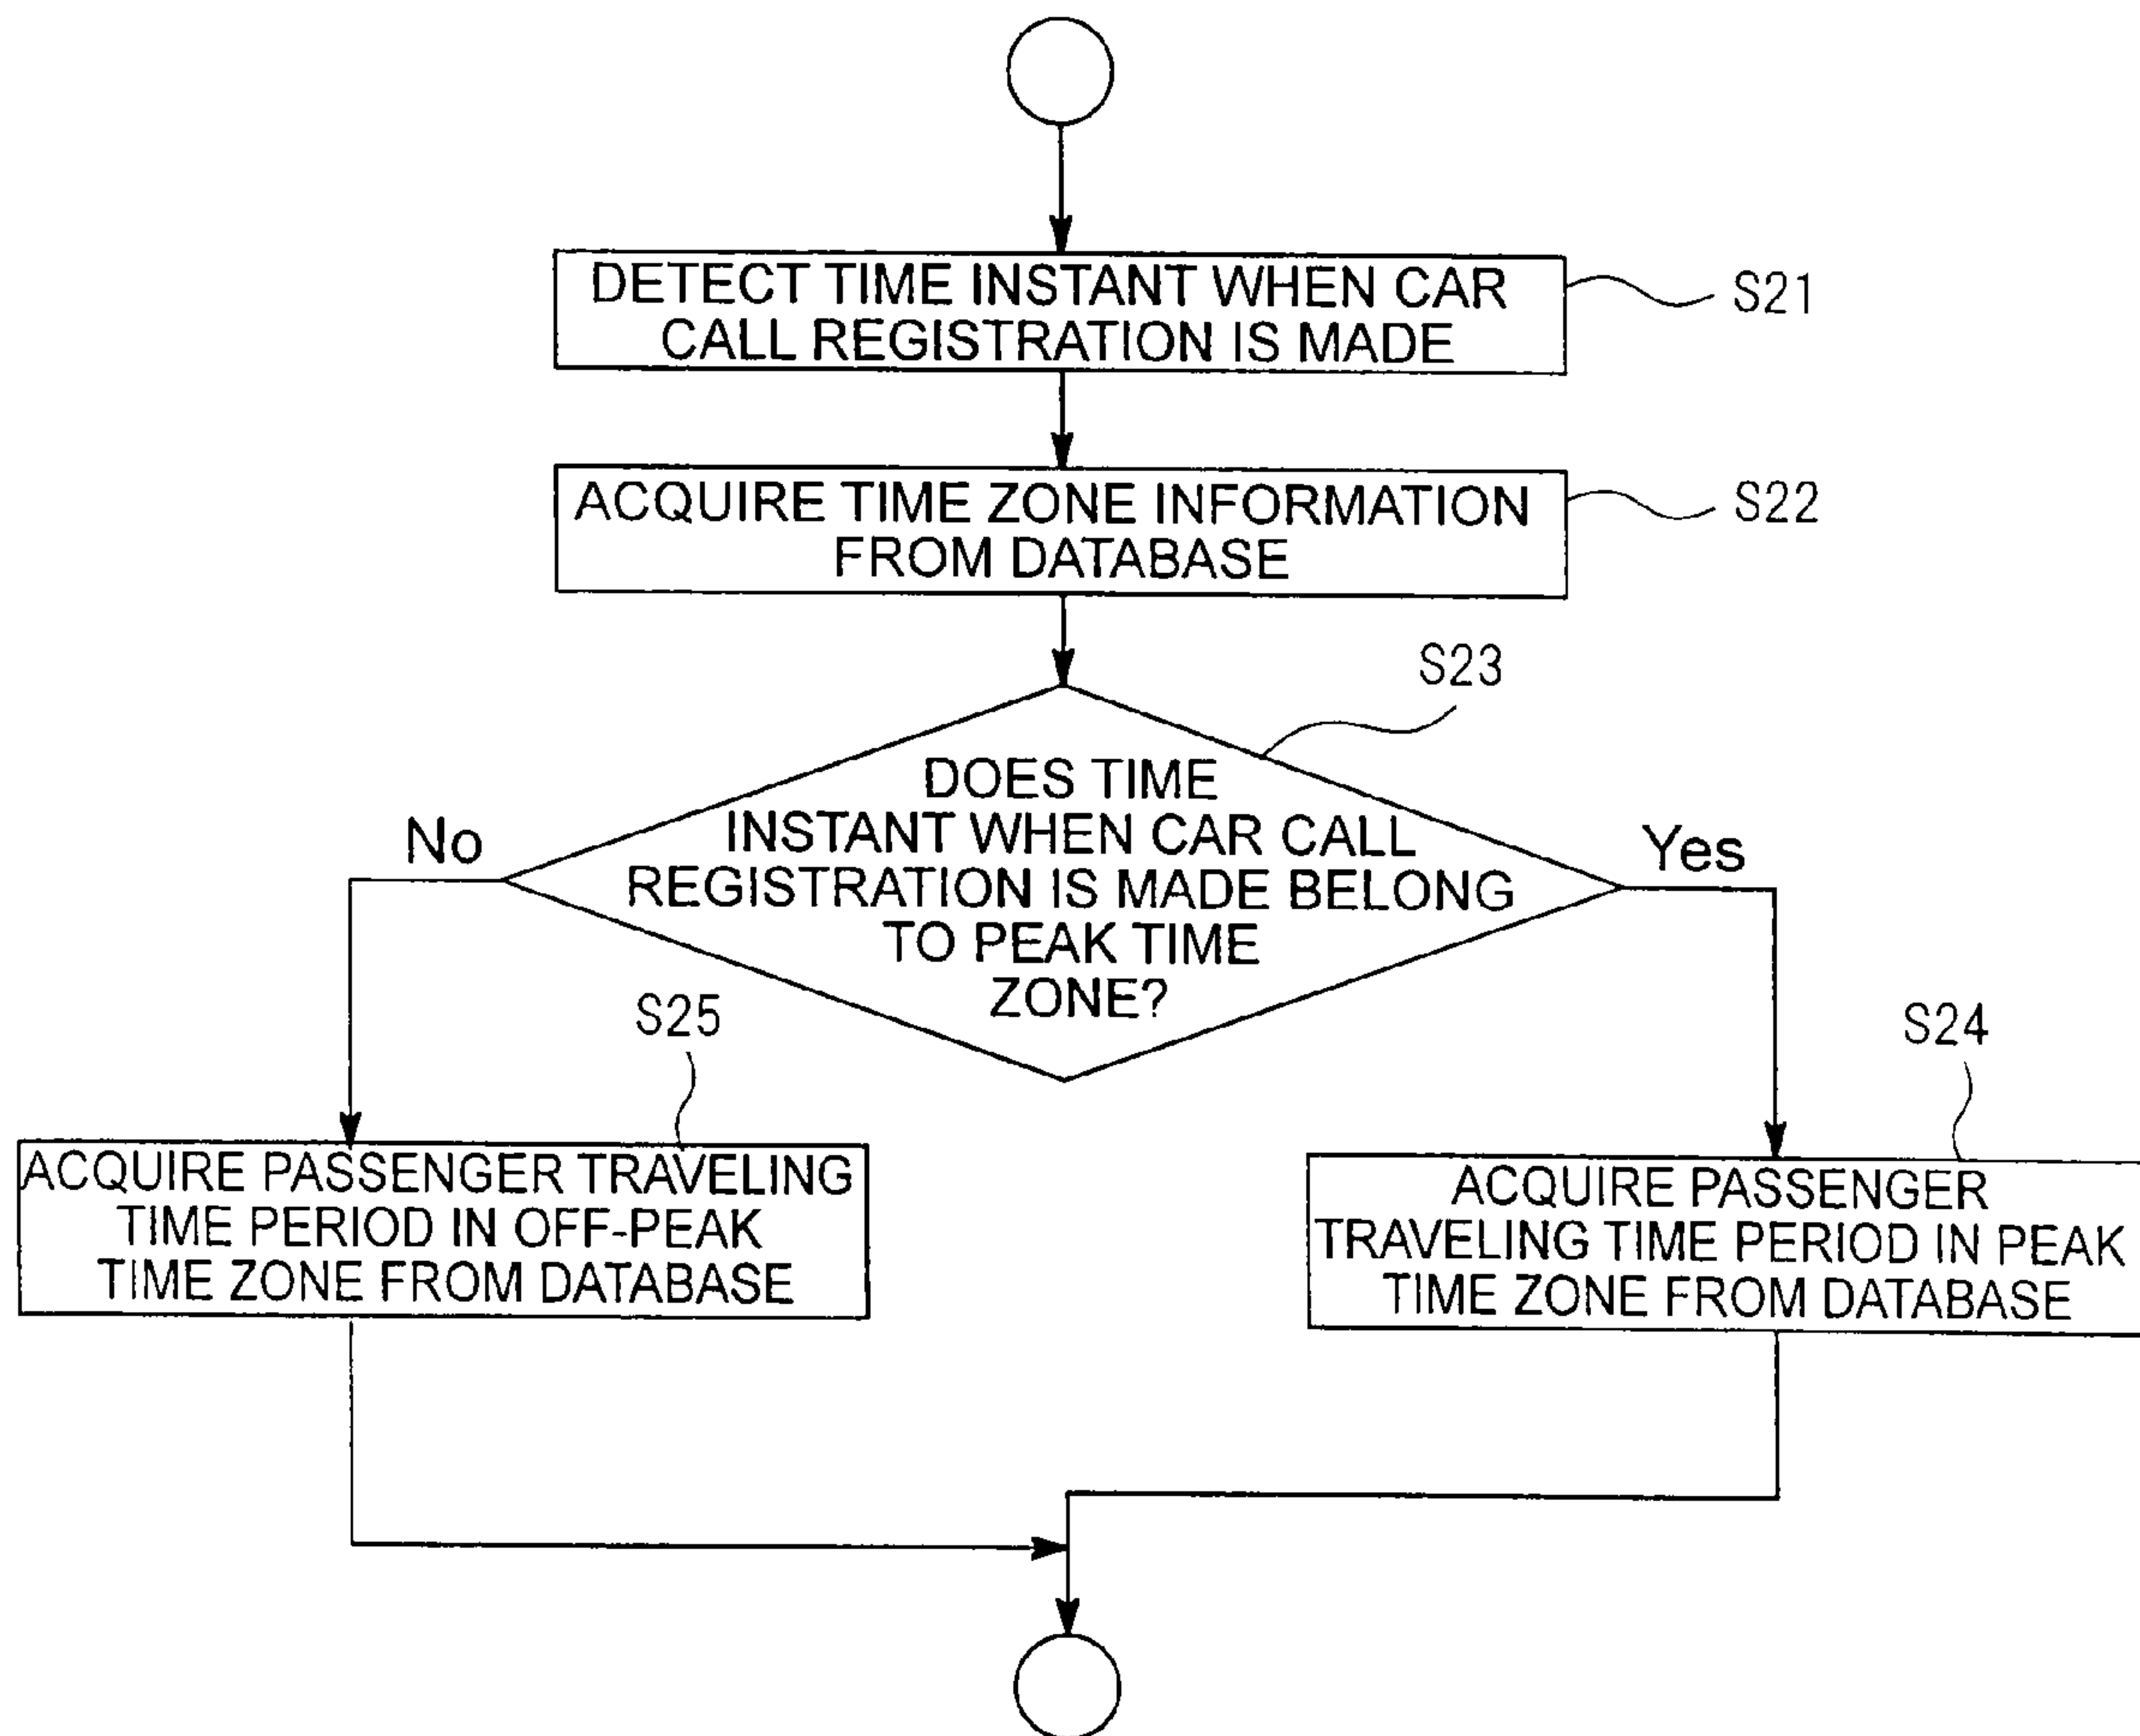 DETECT TIME INSTANT WHEN CAR
CALL REGISTRATION IS MADE
S21
ACQUIRE TIME ZONE INFORMATION
FROM DATABASE
S22
S23
DOES TIME
INSTANT WHEN CAR CALL
REGISTRATION IS MADE BELONG
TO PEAK TIME
ZONE?
No
Yes
S25
ACQUIRE PASSENGER TRAVELING
TIME PERIOD IN OFF-PEAK
TIME ZONE FROM DATABASE
S24
ACQUIRE PASSENGER
TRAVELING TIME PERIOD IN PEAK
TIME ZONE FROM DATABASE